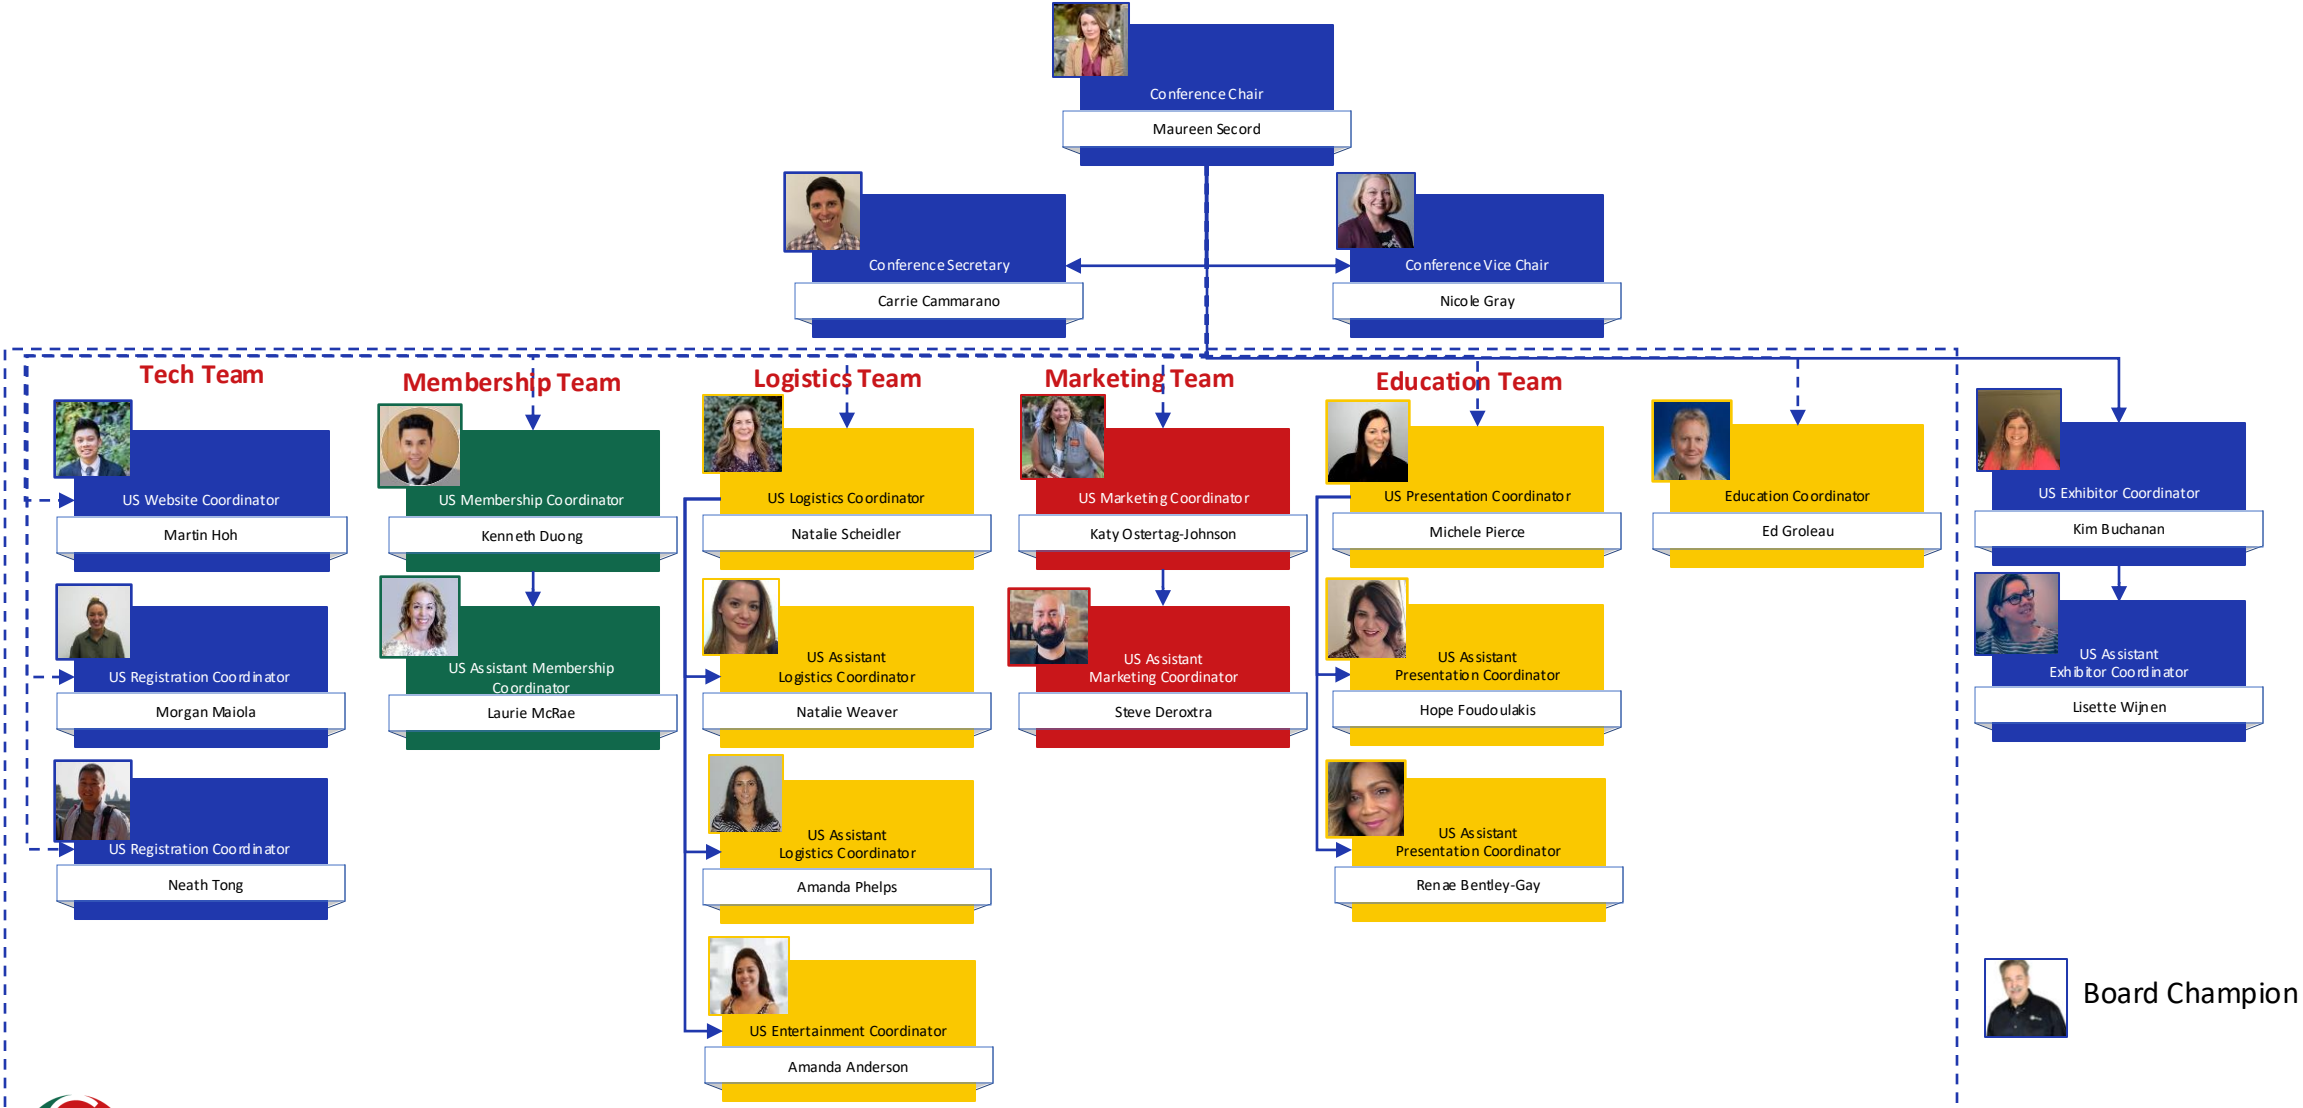 Conference Chair
Maureen Secord
Conference Secretary
Carrie Cammarano
Conference Vice Chair
Nicole Gray
Tech Team
Membership Team
Logistics Team
Marketing Team
Education Team
US Website Coordinator
Martin Hoh
US Membership Coordinator
Kenneth Duong
US Logistics Coordinator
Natalie Scheidler
US Marketing Coordinator
Katy Ostertag-Johnson
US Presentation Coordinator
Michele Pierce
Education Coordinator
Ed Groleau
US Exhibitor Coordinator
Kim Buchanan
US Registration Coordinator
Morgan Maiola
US Assistant Membership
Coordinator
Laurie McRae
US Assistant
Logistics Coordinator
Natalie Weaver
US Assistant
Marketing Coordinator
Steve Deroxtra
US Assistant
Presentation Coordinator
Hope Foudoulakis
US Assistant
Exhibitor Coordinator
Lisette Wijnen
US Registration Coordinator
Neath Tong
US Assistant
Logistics Coordinator
Amanda Phelps
US Assistant
Presentation Coordinator
Renae Bentley-Gay
US Entertainment Coordinator
Amanda Anderson
Board Champion